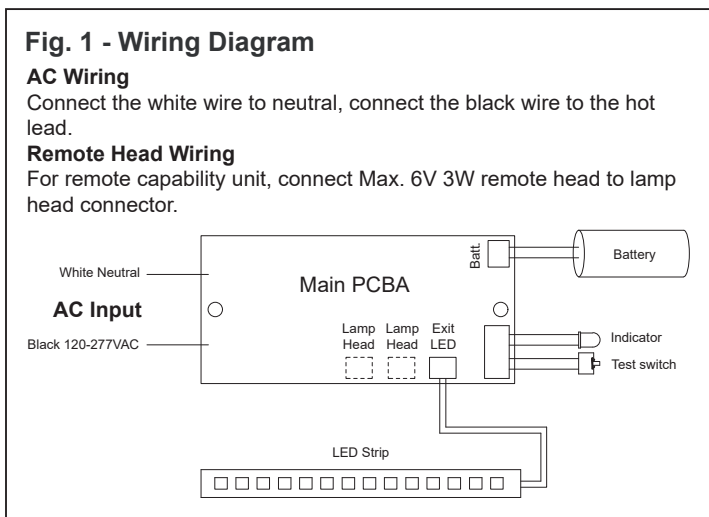 Fig. 1 - Wiring Diagram
AC Wiring
Connect the white wire to neutral, connect the black wire to the hot
lead.
Remote Head Wiring
For remote capability unit, connect Max. 6V 3W remote head to lamp
head connector.
Batt.
Battery
White Neutral
Main PCBA
AC Input
Black 120-277VAC
Lamp Lamp Exit
Head Head LED
Indicator
Test switch
LED Strip